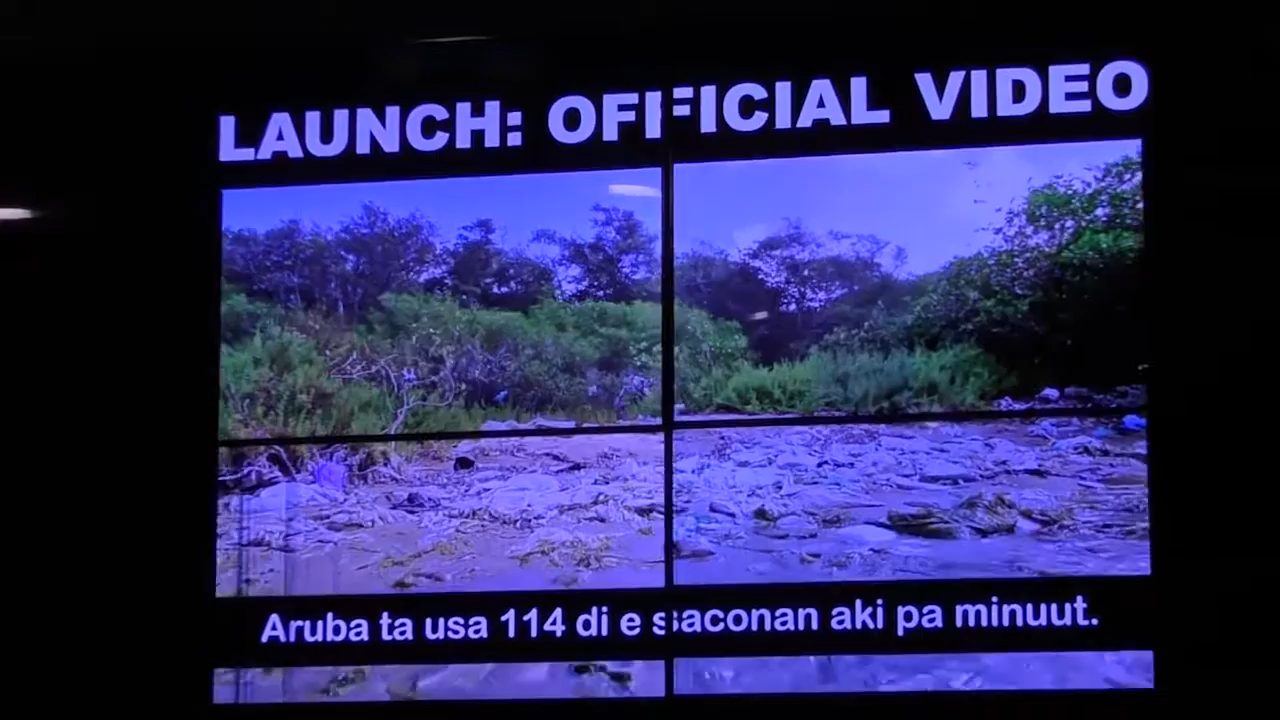 LAUNCH: OFFICIAL VIDEO
Aruba ta usa 114 di e saconan aki pa minuut.